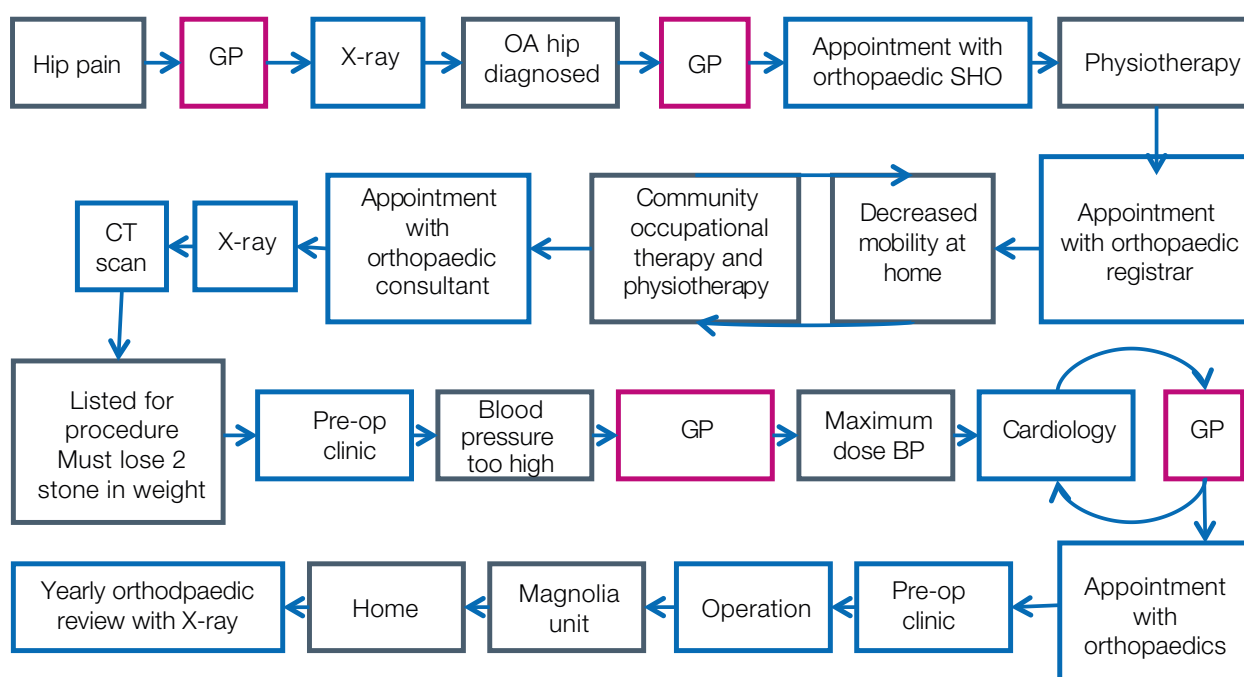 Hip pain
GP
X-ray
OA hip
diagnosed
GP
Appointment with
orthopaedic SHO
Physiotherapy
Appointment
with orthopaedic
registrar
Decreased
mobility at
home
Community
occupational
therapy and
physiotherapy
Appointment
with
orthopaedic
consultant
X-ray
CT
scan
Listed for
procedure
Must lose 2
stone in weight
Pre-op
clinic
Blood
pressure
too high
GP
Maximum
dose BP
Cardiology
GP
Appointment
with
orthopaedics
Pre-op
clinic
Operation
Magnolia
unit
Home
Yearly orthodpaedic
review with X-ray